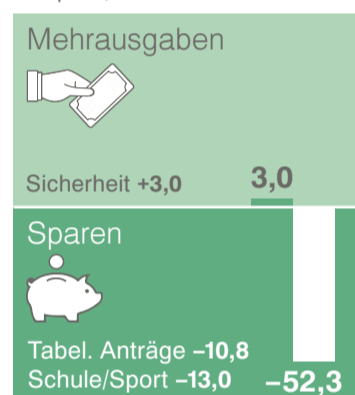 Mehrausgaben
Sicherheit +3,0 3,0
Sparen
Tabel. Anträge –10,8
Schule/Sport –13,0 –52,3